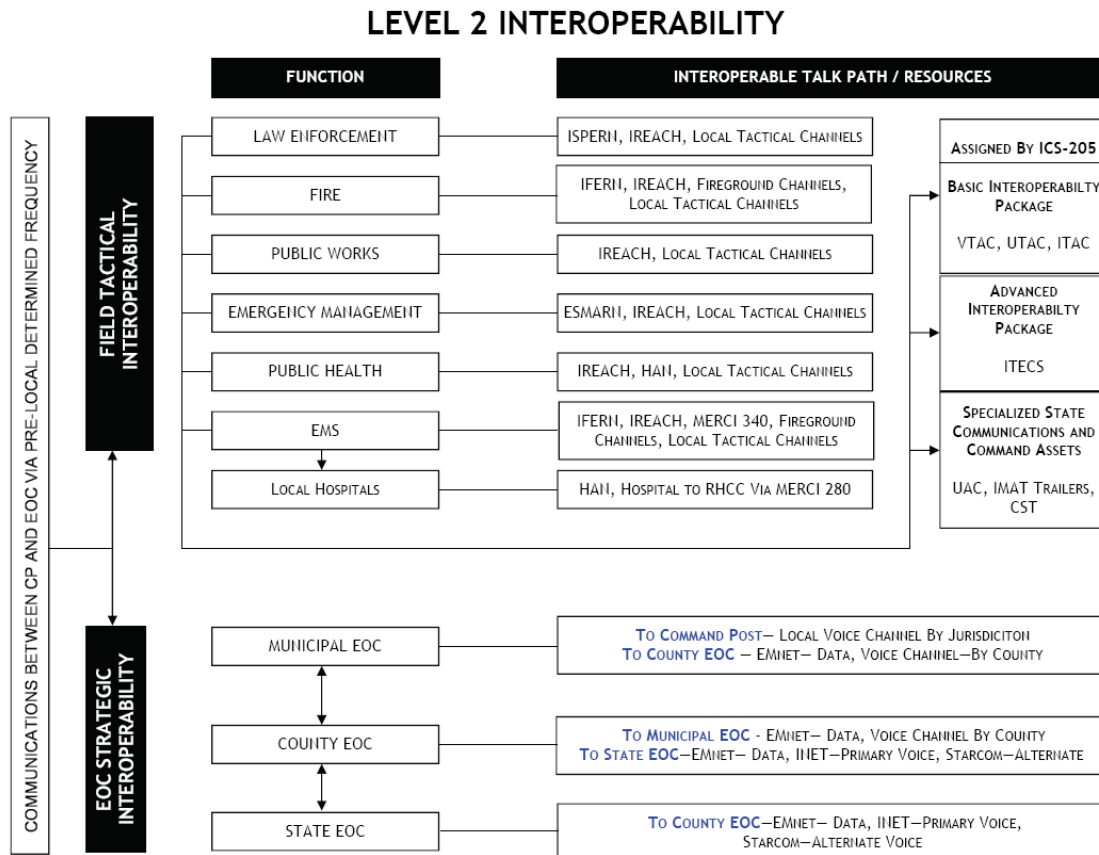 LEVEL 2 INTEROPERABILITY
FUNCTION
INTEROPERABLE TALK PATH / RESOURCES
COMMUNICATIONS BETWEEN CP AND EOC VIA PRE-LOCAL DETERMINED FREQUENCY
FIELD TACTICAL
INTEROPERABILITY
LAW ENFORCEMENT
ISPERN, IREACH, LOCAL TACTICAL CHANNELS
FIRE
IFERN, IREACH, FIREGROUND CHANNELS,
LOCAL TACTICAL CHANNELS
PUBLIC WORKS
IREACH, LOCAL TACTICAL CHANNELS
EMERGENCY MANAGEMENT
ESMARN, IREACH, LOCAL TACTICAL CHANNELS
PUBLIC HEALTH
IREACH, HAN, LOCAL TACTICAL CHANNELS
EMS
IFERN, IREACH, MERCI 340, FIREGROUND
CHANNELS, LOCAL TACTICAL CHANNELS
LOCAL HOSPITALS
HAN, HOSPITAL TO RHCC VIA MERCI 280
ASSIGNED BY ICS-205
BASIC INTEROPERABILTY
PACKAGE
VTAC, UTAC, ITAC
ADVANCED
INTEROPERABILTY
PACKAGE
ITECS
SPECIALIZED STATE
COMMUNICATIONS AND
COMMAND ASSETS
UAC, IMAT TRAILERS,
CST
EOC STRATEGIC
INTEROPERABILITY
MUNICIPAL EOC
TO COMMAND POST— LOCAL VOICE CHANNEL BY JURISDICITON
TO COUNTY EOC — EMNET— DATA, VOICE CHANNEL—BY COUNTY
COUNTY EOC
TO MUNICIPAL EOC - EMNET— DATA, VOICE CHANNEL BY COUNTY
TO STATE EOC—EMNET— DATA, INET—PRIMARY VOICE, STARCOM—ALTERNATE
STATE EOC
TO COUNTY EOC—EMNET— DATA, INET—PRIMARY VOICE,
STARCOM—ALTERNATE VOICE